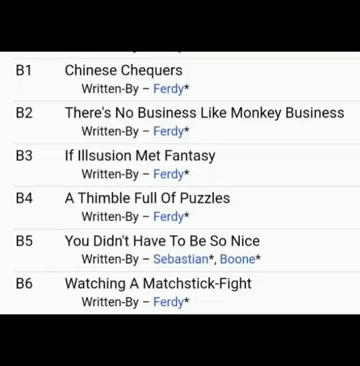 B1 Chinese Chequers
Written-By – Ferdy*
B2 There's No Business Like Monkey Business
Written-By – Ferdy*
B3 If Illsusion Met Fantasy
Written-By – Ferdy*
B4 A Thimble Full Of Puzzles
Written-By – Ferdy*
B5 You Didn't Have To Be So Nice
Written-By – Sebastian*, Boone*
B6 Watching A Matchstick-Fight
Written-By – Ferdy*